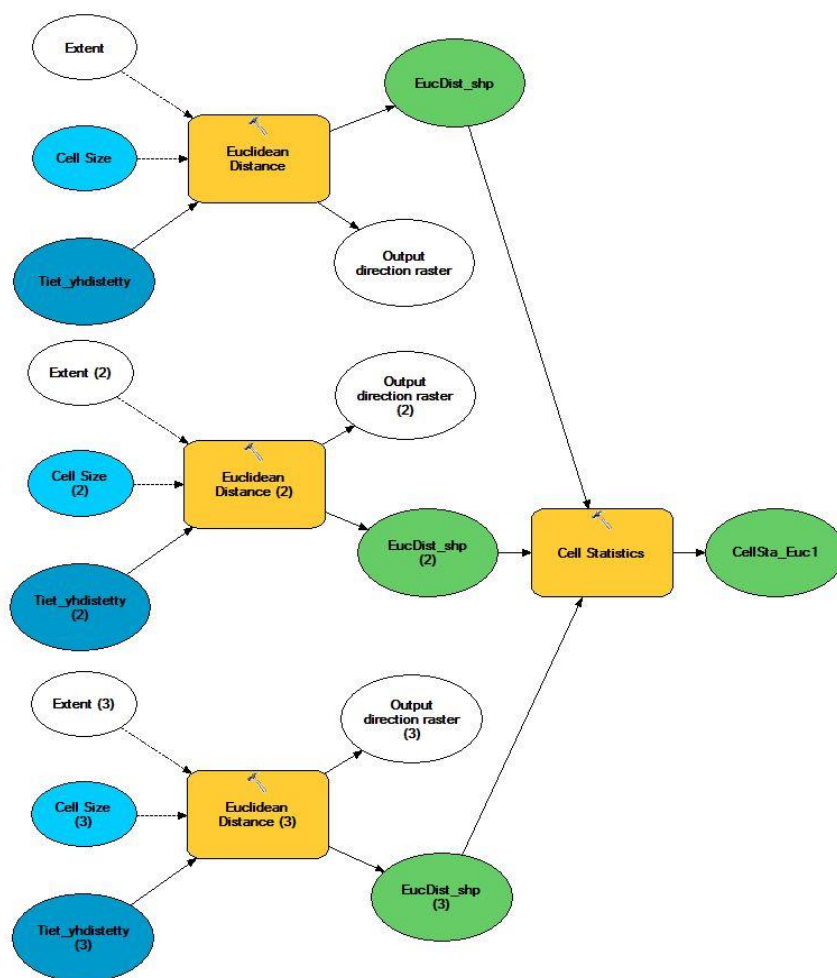 Extent
EucDist_shp
Cell Size
Euclidean
Distance
Tiet_yhdistetty
Output
direction raster
Extent (2)
Output
direction raster
(2)
Cell Size
(2)
Euclidean
Distance (2)
EucDist_shp
(2)
Cell Statistics
CellSta_Euc1
Tiet_yhdistetty
(2)
Extent (3)
Output
direction raster
(3)
Cell Size
(3)
Euclidean
Distance (3)
EucDist_shp
(3)
Tiet_yhdistetty
(3)